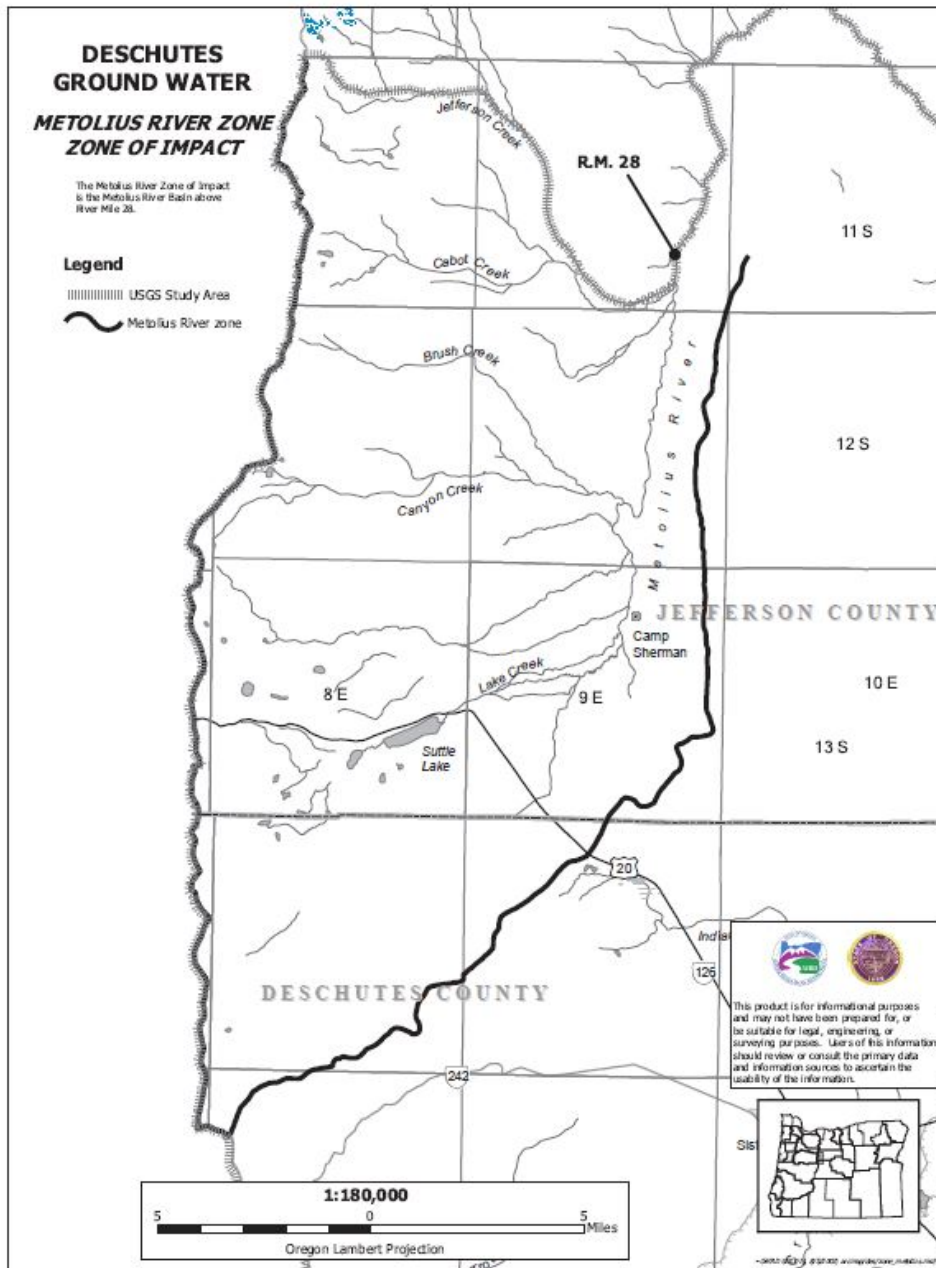 DESCHUTES
GROUND WATER
METOLIUS RIVER ZONE
ZONE OF IMPACT
The Metolius River Zone of Impact
is the Metolius River Basin above
River Mile 28.
Legend
USGS Study Area
Metolius River zone
Jefferson Creek
R.M. 28
11 S
Cabot Creek
Brush Creek
Metolius River
12 S
Canyon Creek
JEFFERSON COUNTY
Camp
Sherman
Lake Creek
8 E
9 E
10 E
13 S
Suttle
Lake
20
126
DESCHUTES COUNTY
242
This product is for informational purposes
and may not have been prepared for, or
be suitable for legal, engineering, or
surveying purposes. Users of this information
should review or consult the primary data
and information sources to ascertain the
usability of the information.
1:180,000
5 0 5
Miles
Oregon Lambert Projection